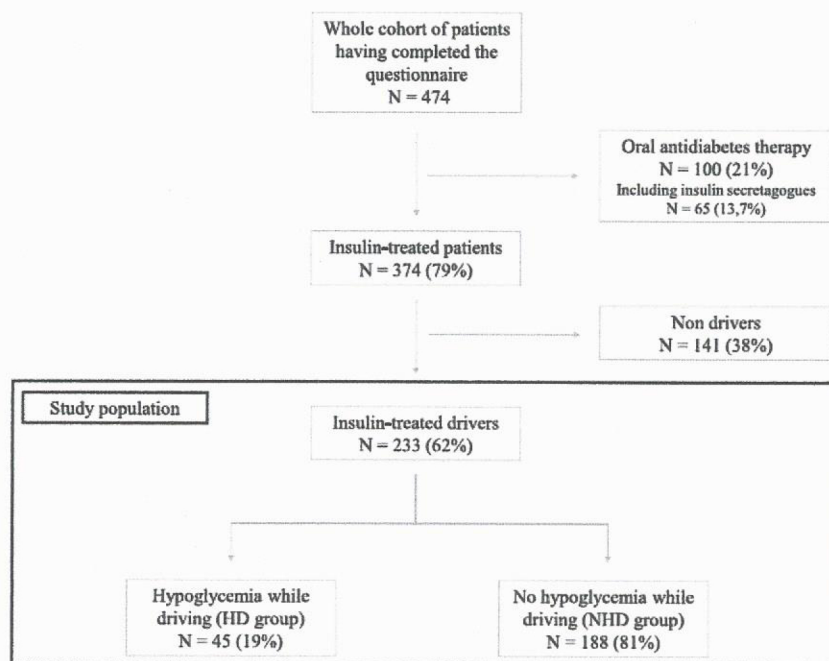 Whole cohort of patients
having completed the
questionnaire
N = 474
Oral antidiabetes therapy
N = 100 (21%)
Including insulin secretagogues
N = 65 (13,7%)
Insulin-treated patients
N = 374 (79%)
Non drivers
N = 141 (38%)
Study population
Insulin-treated drivers
N = 233 (62%)
Hypoglycemia while
driving (HD group)
N = 45 (19%)
No hypoglycemia while
driving (NHD group)
N = 188 (81%)